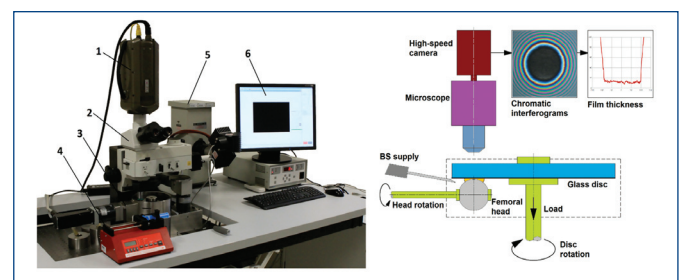 1
2
3
4
5
6
High-speed
camera
Microscope
Chromatic
interferograms
Film thickness
BS supply
Glass disc
Head rotation
Femoral
head
Load
Disc
rotation